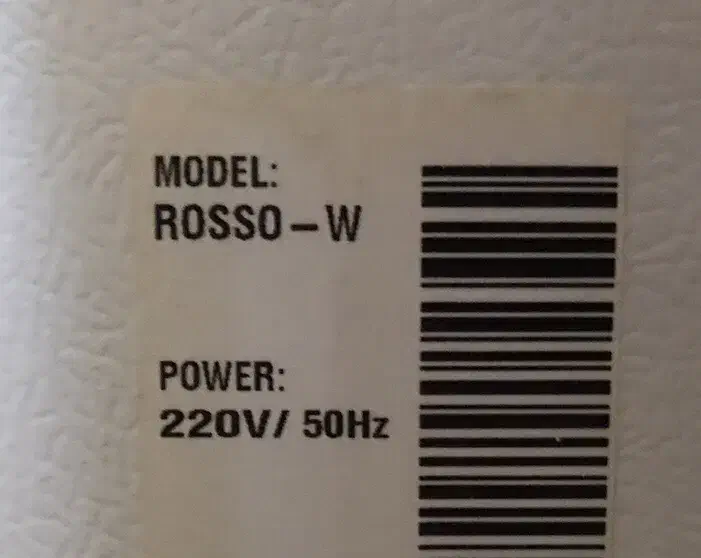 MODEL:
ROSSO-W
POWER:
220V/ 50Hz